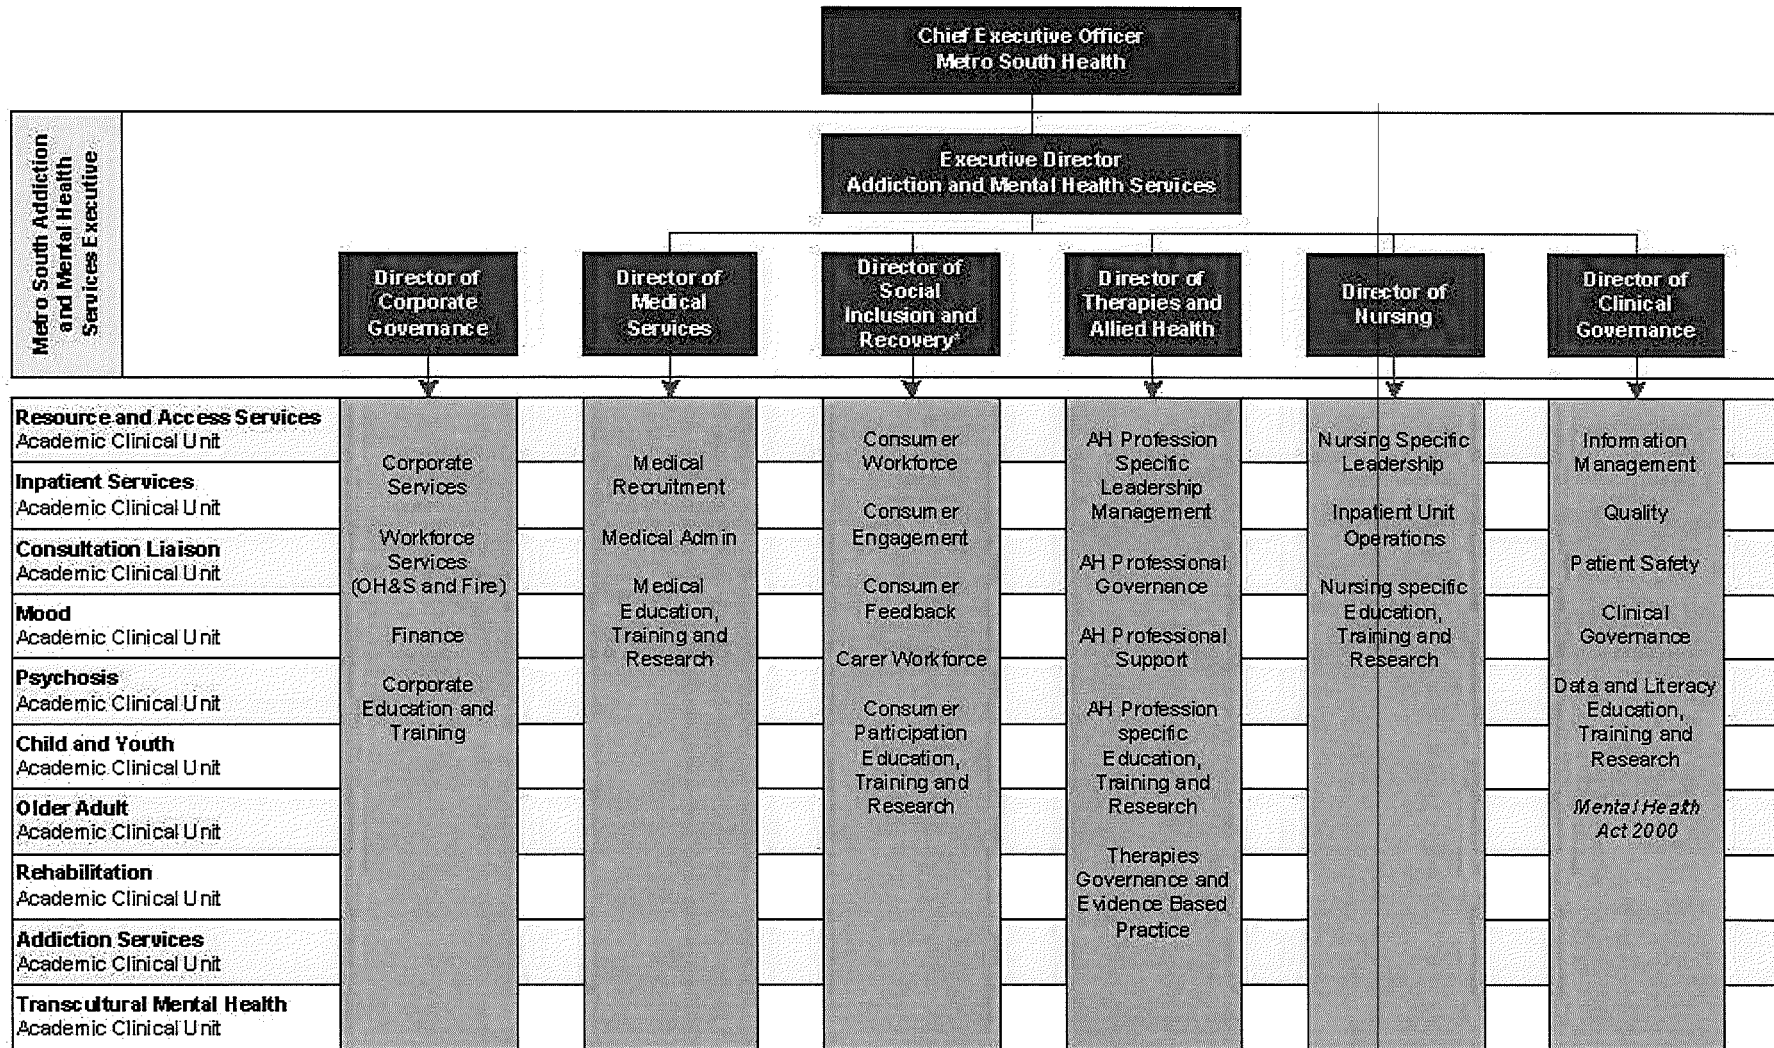 Chief Executive Officer
Metro South Health
Metro South Addiction
and Mental Health
Services Executive
Executive Director
Addiction and Mental Health Services
Director of
Corporate
Governance
Director of
Medical
Services
Director of
Social
Inclusion and
Recovery*
Director of
Therapies and
Allied Health
Director of
Nursing
Director of
Clinical
Governance
Resource and Access Services
Academic Clinical Unit
Inpatient Services
Academic Clinical Unit
Consultation Liaison
Academic Clinical Unit
Mood
Academic Clinical Unit
Psychosis
Academic Clinical Unit
Child and Youth
Academic Clinical Unit
Older Adult
Academic Clinical Unit
Rehabilitation
Academic Clinical Unit
Addiction Services
Academic Clinical Unit
Transcultural Mental Health
Academic Clinical Unit
Corporate
Services
Workforce
Services
(OH&S and Fire)
Finance
Corporate
Education and
Training
Medical
Recruitment
Medical Admin
Medical
Education,
Training and
Research
Consumer
Workforce
Consumer
Engagement
Consumer
Feedback
Carer Workforce
Consumer
Participation
Education,
Training and
Research
AH Profession
Specific
Leadership
Management
AH Professional
Governance
AH Professional
Support
AH Profession
specific
Education,
Training and
Research
Therapies
Governance and
Evidence Based
Practice
Nursing Specific
Leadership
Inpatient Unit
Operations
Nursing specific
Education,
Training and
Research
Information
Management
Quality
Patient Safety
Clinical
Governance
Data and Literacy
Education,
Training and
Research
Mental Health
Act 2000